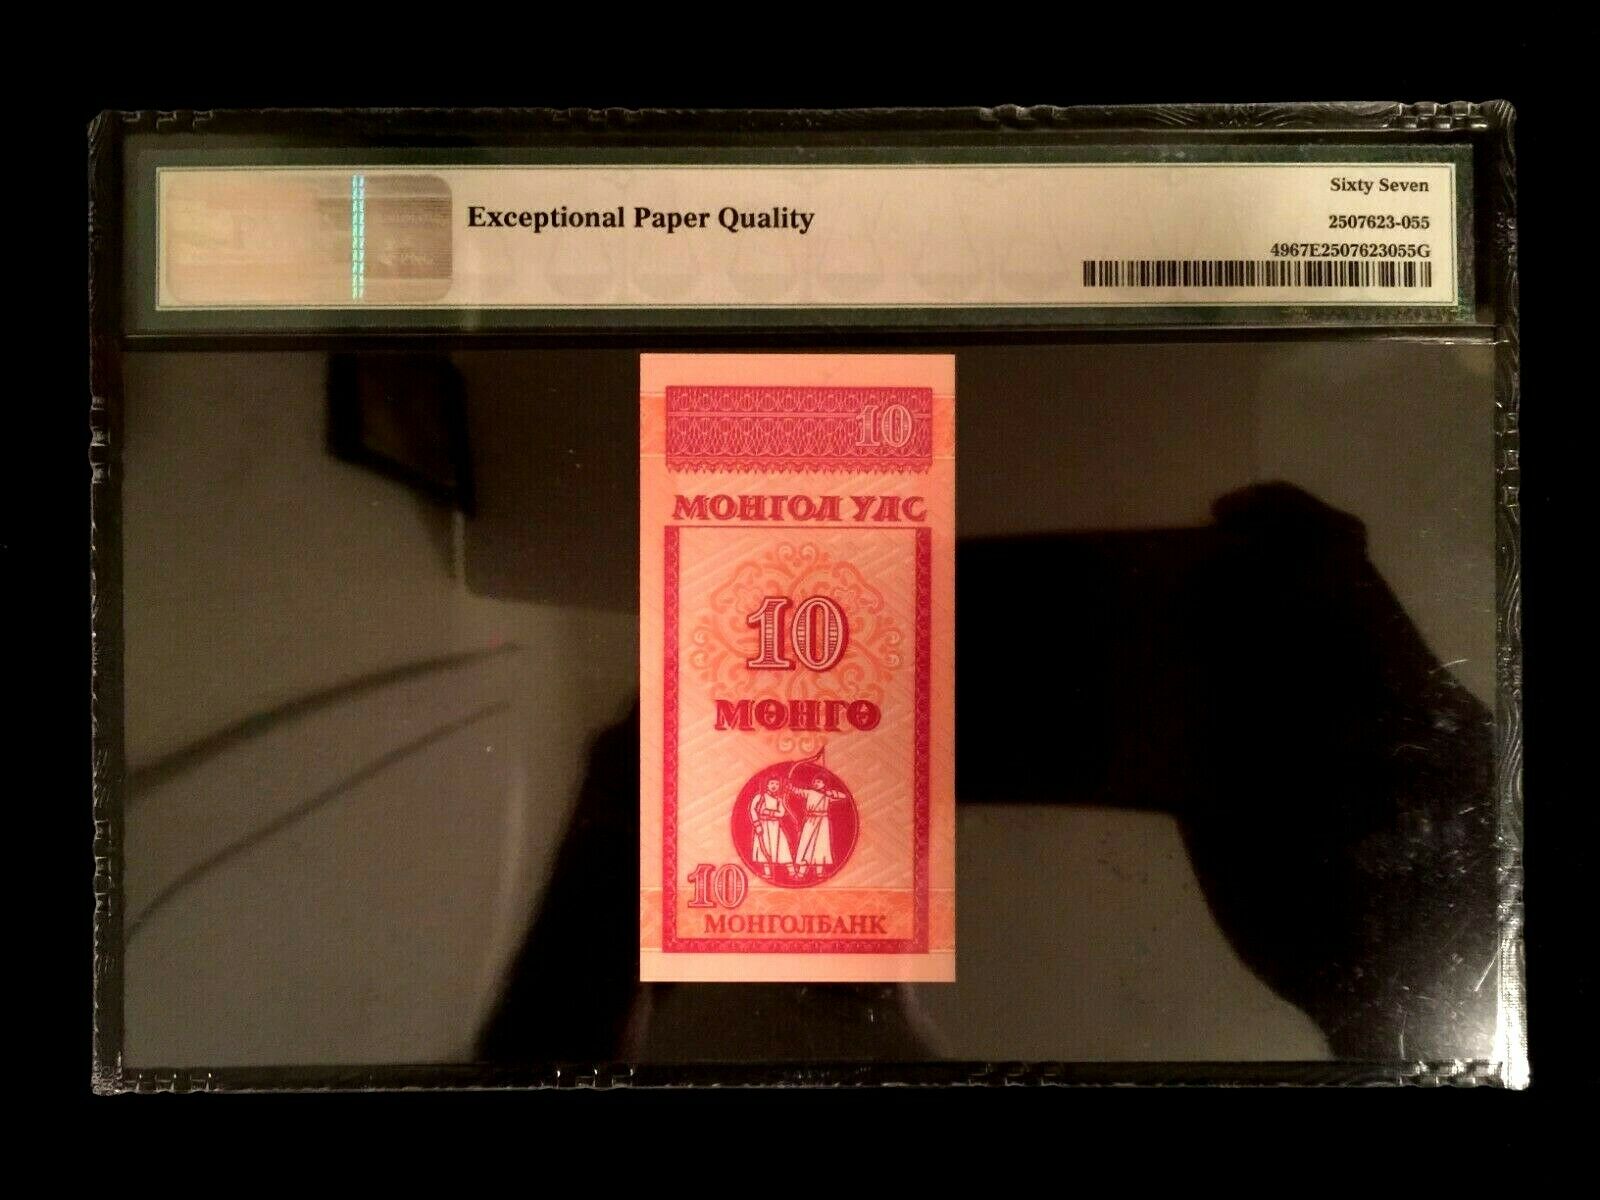 Exceptional Paper Quality
Sixty Seven
2507623-055
4967E2507623055G
10
МОНГОЛ УЛС
10
МӨНГӨ
10
МОНГОЛБАНК